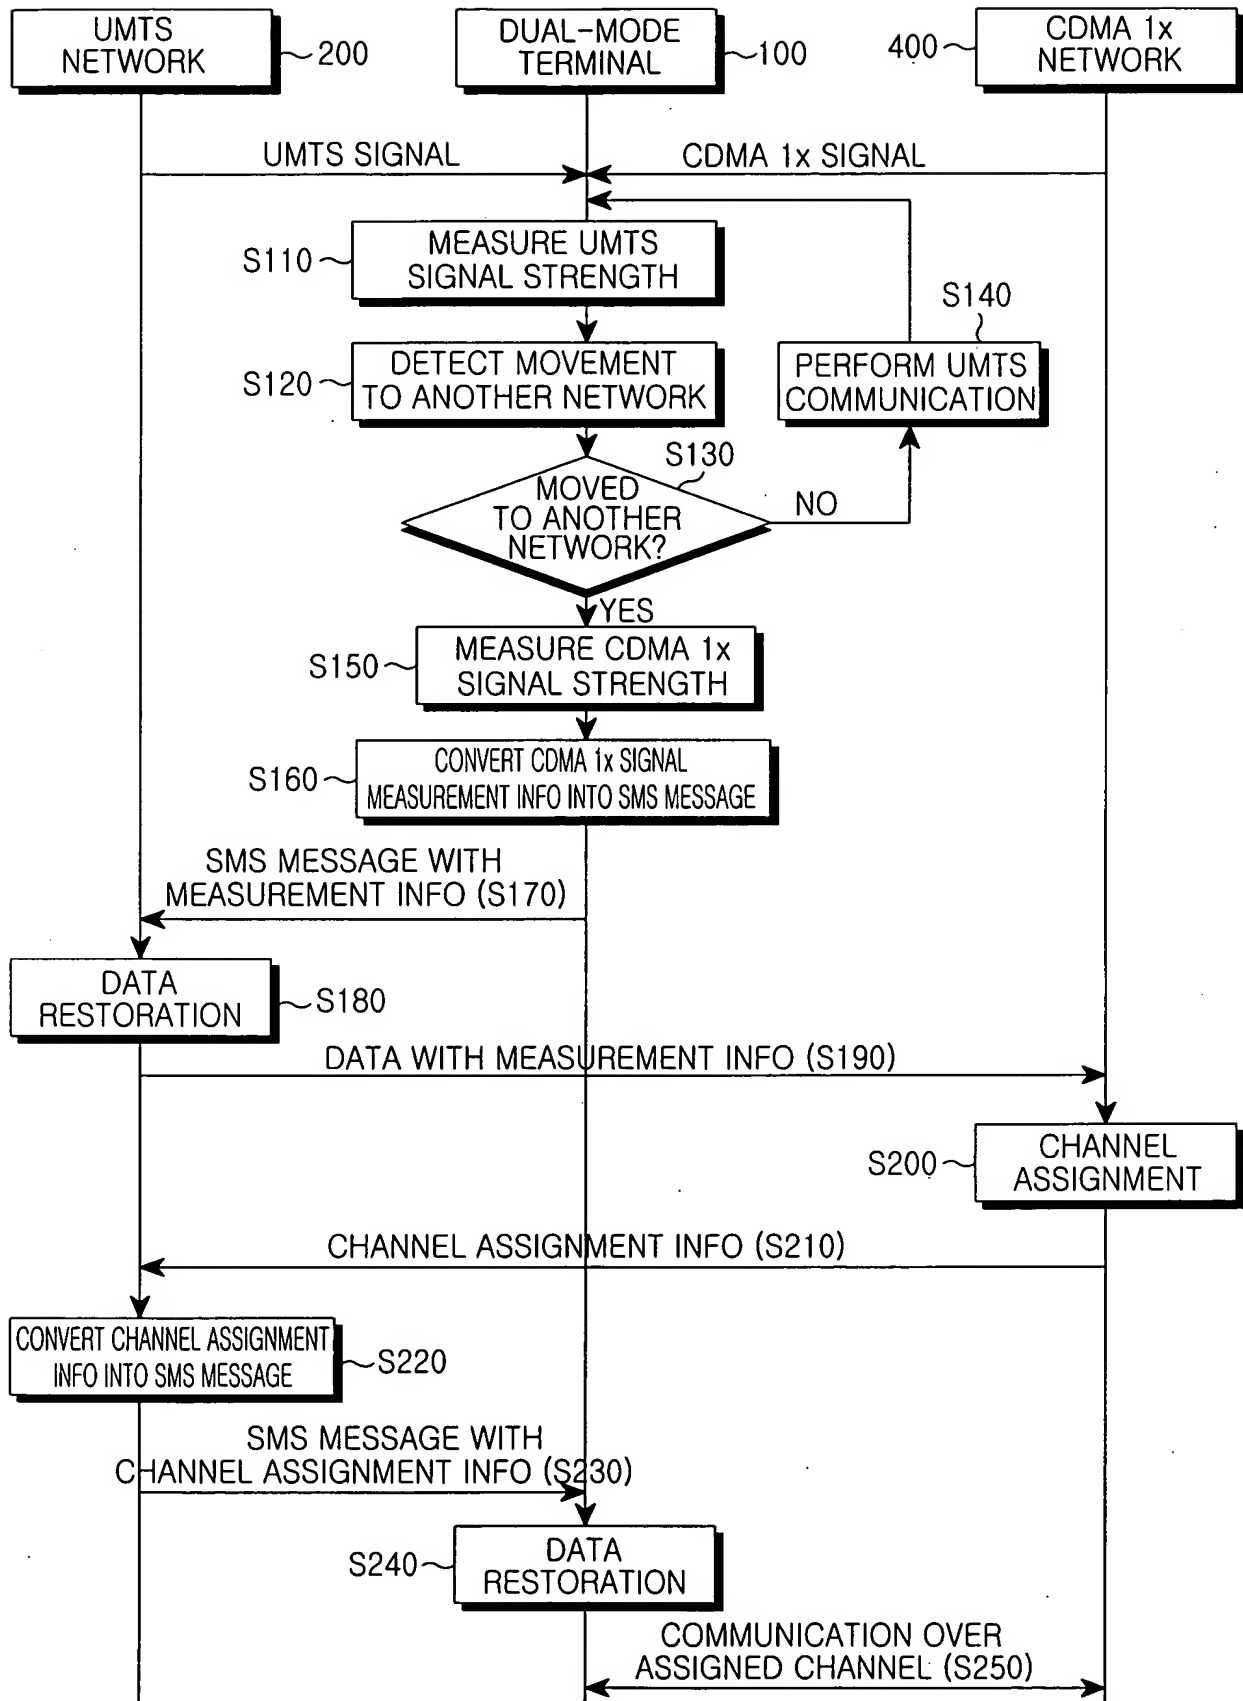 UMTS
NETWORK
200
DUAL-MODE
TERMINAL
100
400
CDMA 1x
NETWORK
UMTS SIGNAL
CDMA 1x SIGNAL
S110
MEASURE UMTS
SIGNAL STRENGTH
S140
S120
DETECT MOVEMENT
TO ANOTHER NETWORK
PERFORM UMTS
COMMUNICATION
S130
MOVED
TO ANOTHER
NETWORK?
NO
YES
S150
MEASURE CDMA 1x
SIGNAL STRENGTH
S160
CONVERT CDMA 1x SIGNAL
MEASUREMENT INFO INTO SMS MESSAGE
SMS MESSAGE WITH
MEASUREMENT INFO (S170)
DATA
RESTORATION
S180
DATA WITH MEASUREMENT INFO (S190)
S200
CHANNEL
ASSIGNMENT
CHANNEL ASSIGNMENT INFO (S210)
CONVERT CHANNEL ASSIGNMENT
INFO INTO SMS MESSAGE
S220
SMS MESSAGE WITH
CHANNEL ASSIGNMENT INFO (S230)
S240
DATA
RESTORATION
COMMUNICATION OVER
ASSIGNED CHANNEL (S250)